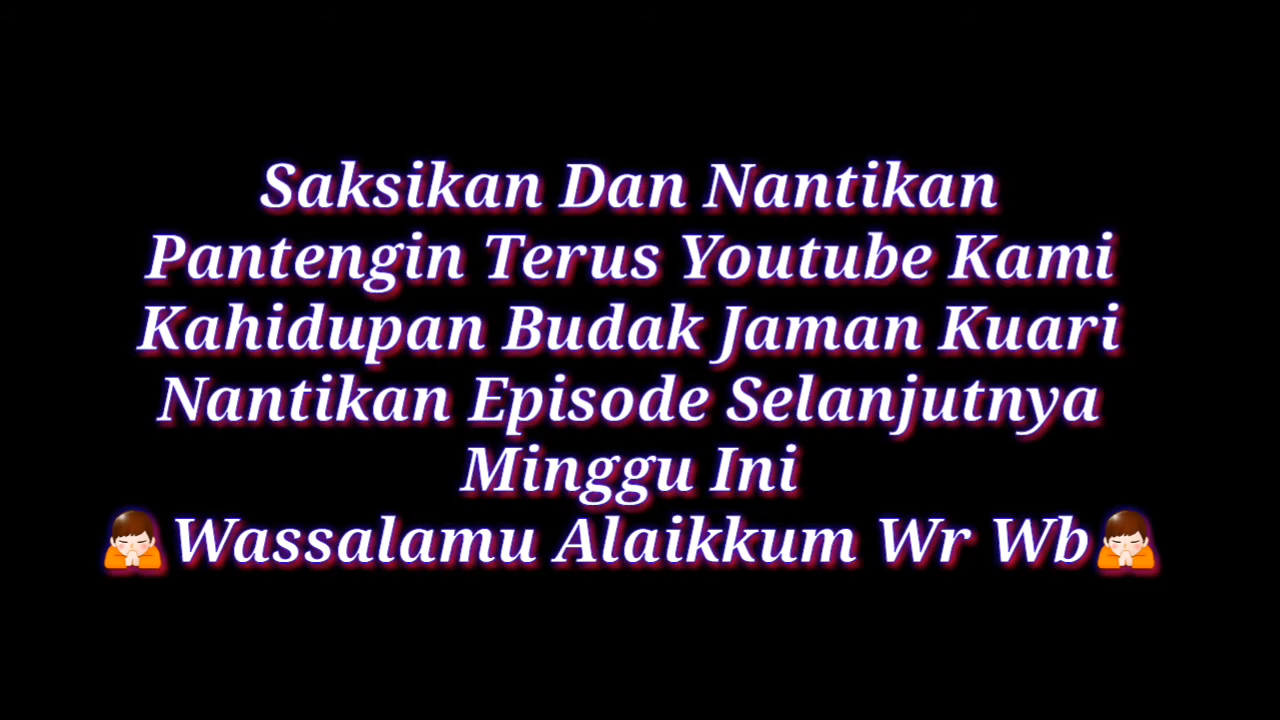 Saksikan Dan Nantikan
Pantengin Terus Youtube Kami
Kahidupan Budak Jaman Kuari
Nantikan Episode Selanjutnya
Minggu Ini
🙏Wassalamu Alaikkum Wr Wb🙏